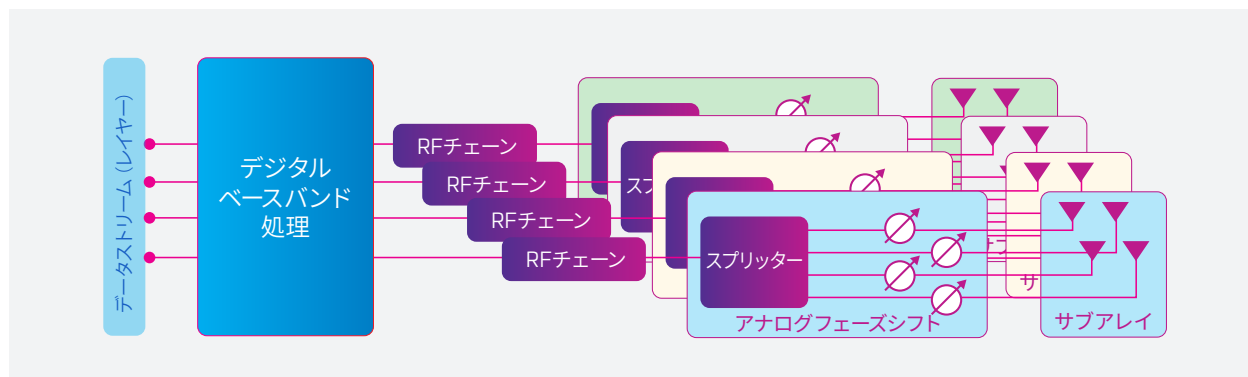 データストリーム（レイヤー）
デジタル
ベースバンド
処理
RFチェーン
RFチェーン
RFチェーン
RFチェーン
スプリッター
アナログフェーズシフト
サブアレイ